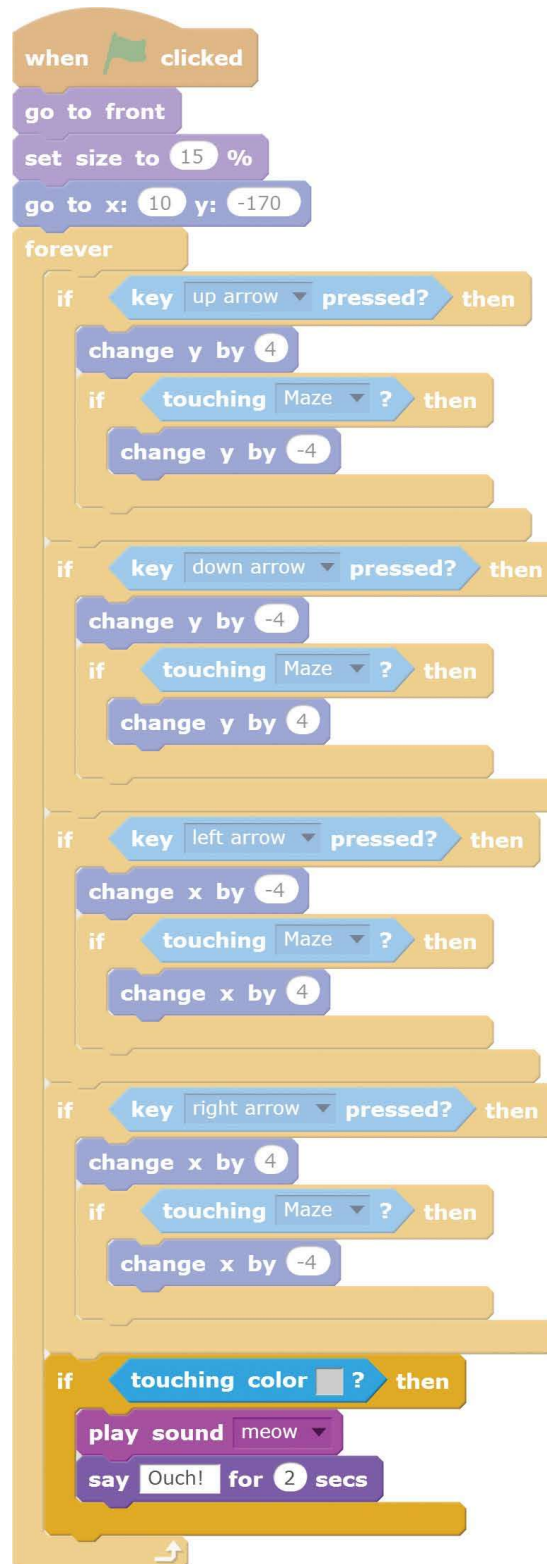 when clicked
go to front
set size to 15 %
go to x: 10 y: -170
forever
if key up arrow pressed? then
change y by 4
if touching Maze ? then
change y by -4
if key down arrow pressed? then
change y by -4
if touching Maze ? then
change y by 4
if key left arrow pressed? then
change x by -4
if touching Maze ? then
change x by 4
if key right arrow pressed? then
change x by 4
if touching Maze ? then
change x by -4
if touching color ? then
play sound meow
say Ouch! for 2 secs